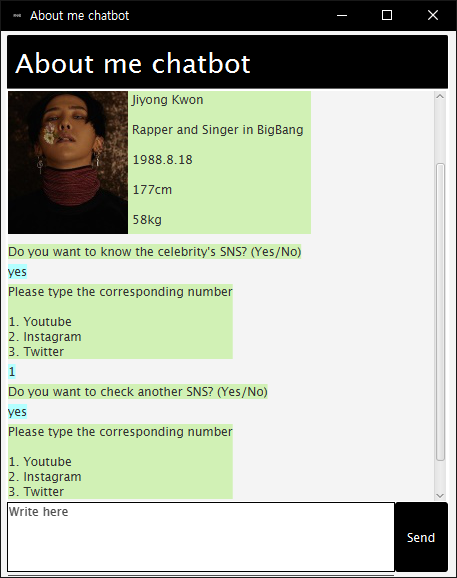 About me chatbot
About me chatbot
Jiyong Kwon
Rapper and Singer in BigBang
1988.8.18
177cm
58kg
Do you want to know the celebrity's SNS? (Yes/No)
yes
Please type the corresponding number
1. Youtube
2. Instagram
3. Twitter
1
Do you want to check another SNS? (Yes/No)
yes
Please type the corresponding number
1. Youtube
2. Instagram
3. Twitter
Write here
Send